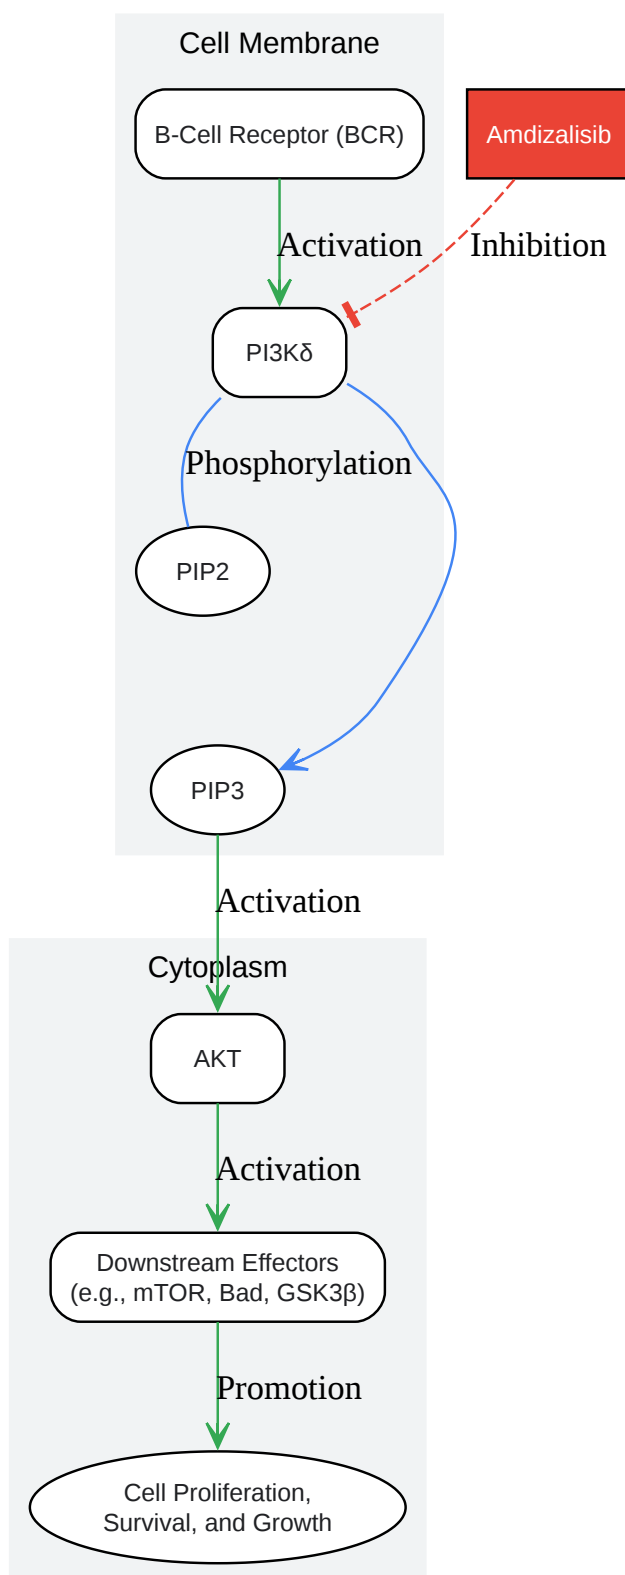 Cell Membrane
B-Cell Receptor (BCR)
Amdizalisib
Activation
Inhibition
PI3Kδ
Phosphorylation
PIP2
PIP3
Activation
Cytoplasm
AKT
Activation
Downstream Effectors
(e.g., mTOR, Bad, GSK3β)
Promotion
Cell Proliferation,
Survival, and Growth